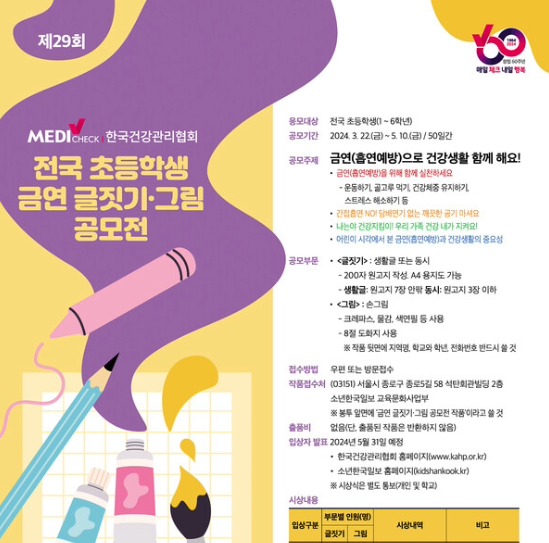 제29회
MEDICHECK 한국건강관리협회
전국 초등학생
금연 글짓기·그림
공모전
1964
2024
창립 60주년
매일 체크 내일 행복
응모대상 전국 초등학생(1 ~ 6학년)
공모기간 2024. 3. 22.(금) ~ 5. 10.(금) / 50일간
공모주제 금연(흡연예방)으로 건강생활 함께 해요!
• 금연(흡연예방)을 위해 함께 실천하세요
- 운동하기, 골고루 먹기, 건강체중 유지하기,
스트레스 해소하기 등
• 간접흡연 NO! 담배연기 없는 깨끗한 공기 마셔요
• 나는야 건강지킴이! 우리 가족 건강 내가 지켜요!
• 어린이 시각에서 본 금연(흡연예방)과 건강생활의 중요성
공모부문 • <글짓기> : 생활글 또는 동시
- 200자 원고지 작성. A4 용지도 가능
- 생활글: 원고지 7장 안팎 동시: 원고지 3장 이하
• <그림> : 손그림
- 크레파스, 물감, 색연필 등 사용
- 8절 도화지 사용
※ 작품 뒷면에 지역명, 학교와 학년, 전화번호 반드시 쓸 것
접수방법 우편 또는 방문접수
작품접수처 (03151) 서울시 종로구 종로5길 58 석탄회관빌딩 2층
소년한국일보 교육문화사업부
※ 봉투 앞면에 '금연 글짓기·그림 공모전 작품'이라고 쓸 것
출품비 없음(단, 출품된 작품은 반환하지 않음)
입상자 발표 2024년 5월 31일 예정
• 한국건강관리협회 홈페이지(www.kahp.or.kr)
• 소년한국일보 홈페이지(kidshankook.kr)
※ 시상식은 별도 통보(개인 및 학교)
시상내용
입상구분 부문별 인원(명) 시상내역 비고
글짓기 그림